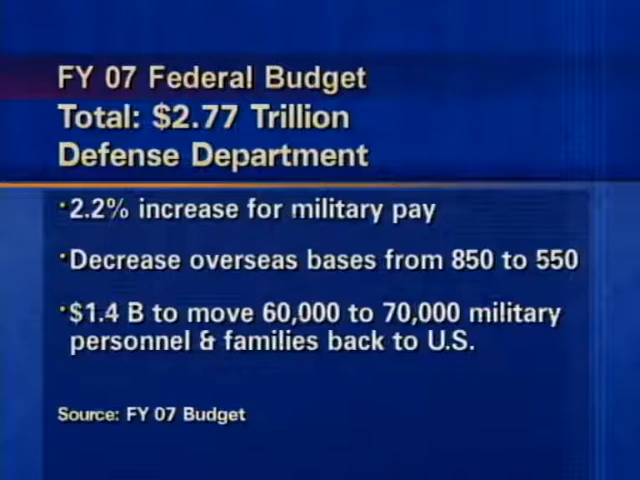 FY 07 Federal Budget
Total: $2.77 Trillion
Defense Department
·2.2% increase for military pay
·Decrease overseas bases from 850 to 550
·$1.4 B to move 60,000 to 70,000 military
personnel & families back to U.S.
Source: FY 07 Budget